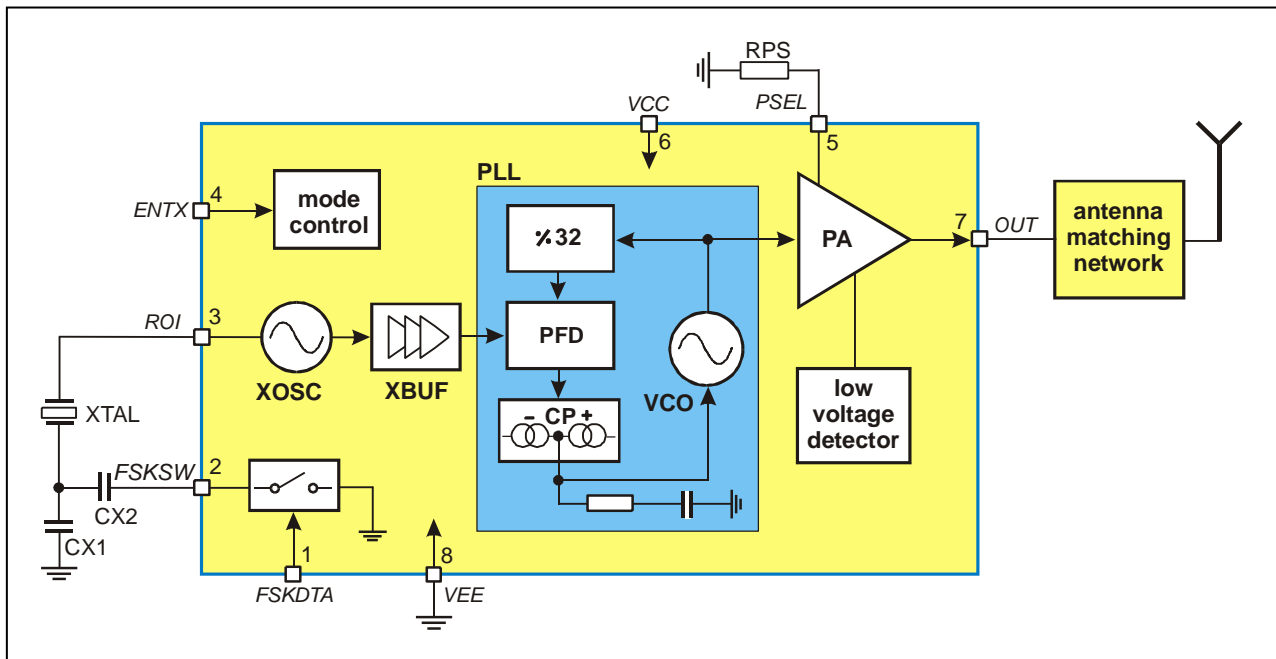 RPS
VCC
PSEL
6
5
PLL
ENTX
4
mode
control
٪32
PA
7
OUT
antenna
matching
network
ROI
3
PFD
XOSC
XBUF
VCO
low
voltage
detector
XTAL
- CP +
FSKSW
2
CX2
CX1
1
8
FSKDTA
VEE